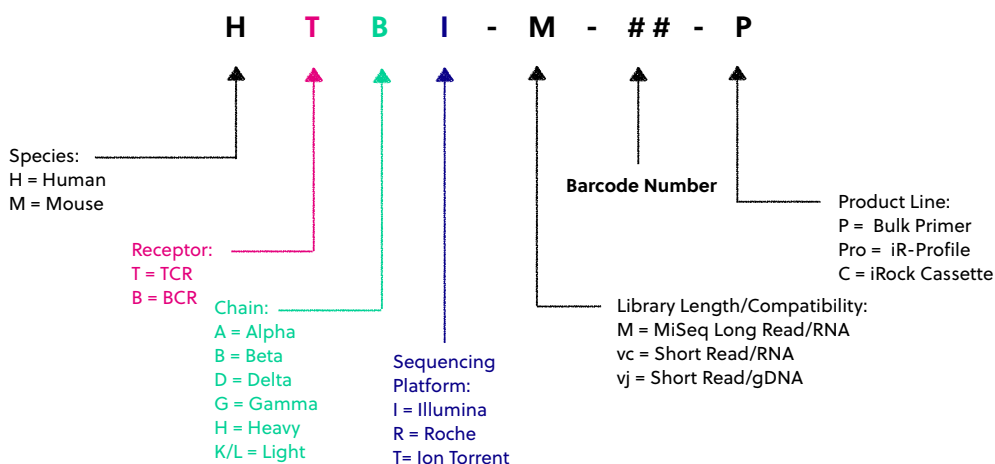 H T B I - M - ## - P
Species:
H = Human
M = Mouse
Receptor:
T = TCR
B = BCR
Chain:
A = Alpha
B = Beta
D = Delta
G = Gamma
H = Heavy
K/L = Light
Sequencing
Platform:
I = Illumina
R = Roche
T= Ion Torrent
Library Length/Compatibility:
M = MiSeq Long Read/RNA
vc = Short Read/RNA
vj = Short Read/gDNA
Barcode Number
Product Line:
P = Bulk Primer
Pro = iR-Profile
C = iRock Cassette